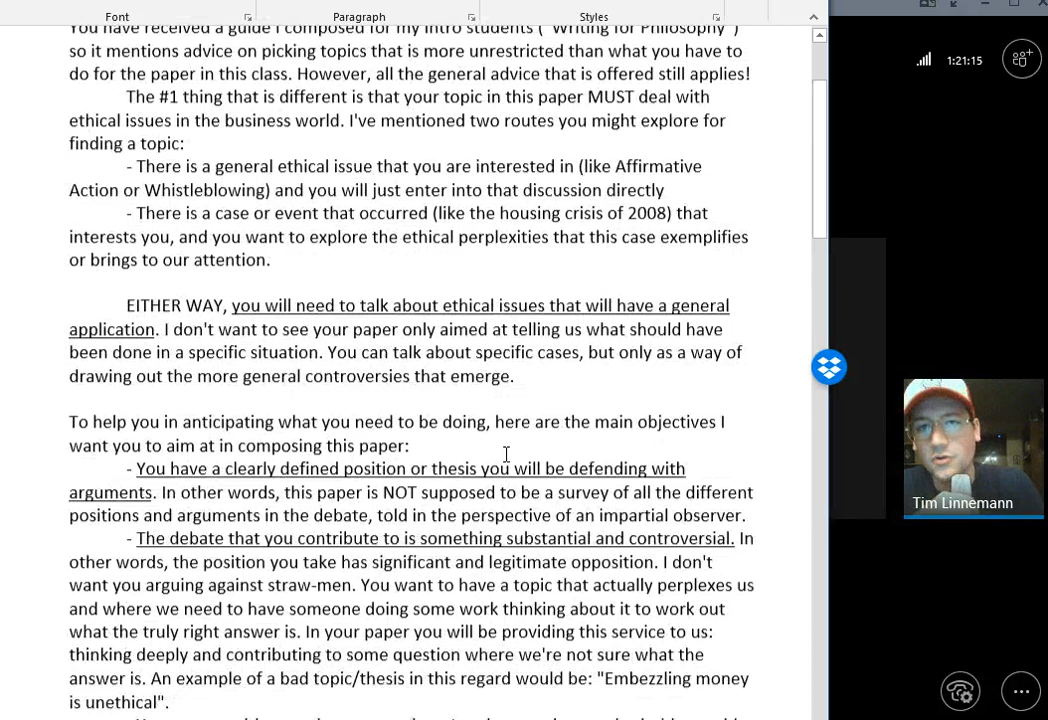 Font
Paragraph
Styles
You have received a guide I composed for my intro students ("Writing for Philosophy")
so it mentions advice on picking topics that is more unrestricted than what you have to
do for the paper in this class. However, all the general advice that is offered still applies!
The #1 thing that is different is that your topic in this paper MUST deal with
ethical issues in the business world. I've mentioned two routes you might explore for
finding a topic:
- There is a general ethical issue that you are interested in (like Affirmative
Action or Whistleblowing) and you will just enter into that discussion directly
- There is a case or event that occurred (like the housing crisis of 2008) that
interests you, and you want to explore the ethical perplexities that this case exemplifies
or brings to our attention.
EITHER WAY, you will need to talk about ethical issues that will have a general
application. I don't want to see your paper only aimed at telling us what should have
been done in a specific situation. You can talk about specific cases, but only as a way of
drawing out the more general controversies that emerge.
To help you in anticipating what you need to be doing, here are the main objectives I
want you to aim at in composing this paper:
- You have a clearly defined position or thesis you will be defending with
arguments. In other words, this paper is NOT supposed to be a survey of all the different
positions and arguments in the debate, told in the perspective of an impartial observer.
- The debate that you contribute to is something substantial and controversial. In
other words, the position you take has significant and legitimate opposition. I don't
want you arguing against straw-men. You want to have a topic that actually perplexes us
and where we need to have someone doing some work thinking about it to work out
what the truly right answer is. In your paper you will be providing this service to us:
thinking deeply and contributing to some question where we're not sure what the
answer is. An example of a bad topic/thesis in this regard would be: "Embezzling money
is unethical".
1:21:15
Tim Linnemann